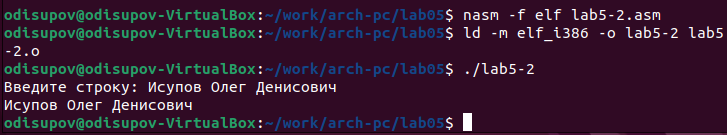 odisupov@odisupov-VirtualBox:~/work/arch-pc/lab05$ nasm -f elf lab5-2.asm
odisupov@odisupov-VirtualBox:~/work/arch-pc/lab05$ ld -m elf_i386 -o lab5-2 lab5
-2.o
odisupov@odisupov-VirtualBox:~/work/arch-pc/lab05$ ./lab5-2
Введите строку: Исупов Олег Денисович
Исупов Олег Денисович
odisupov@odisupov-VirtualBox:~/work/arch-pc/lab05$